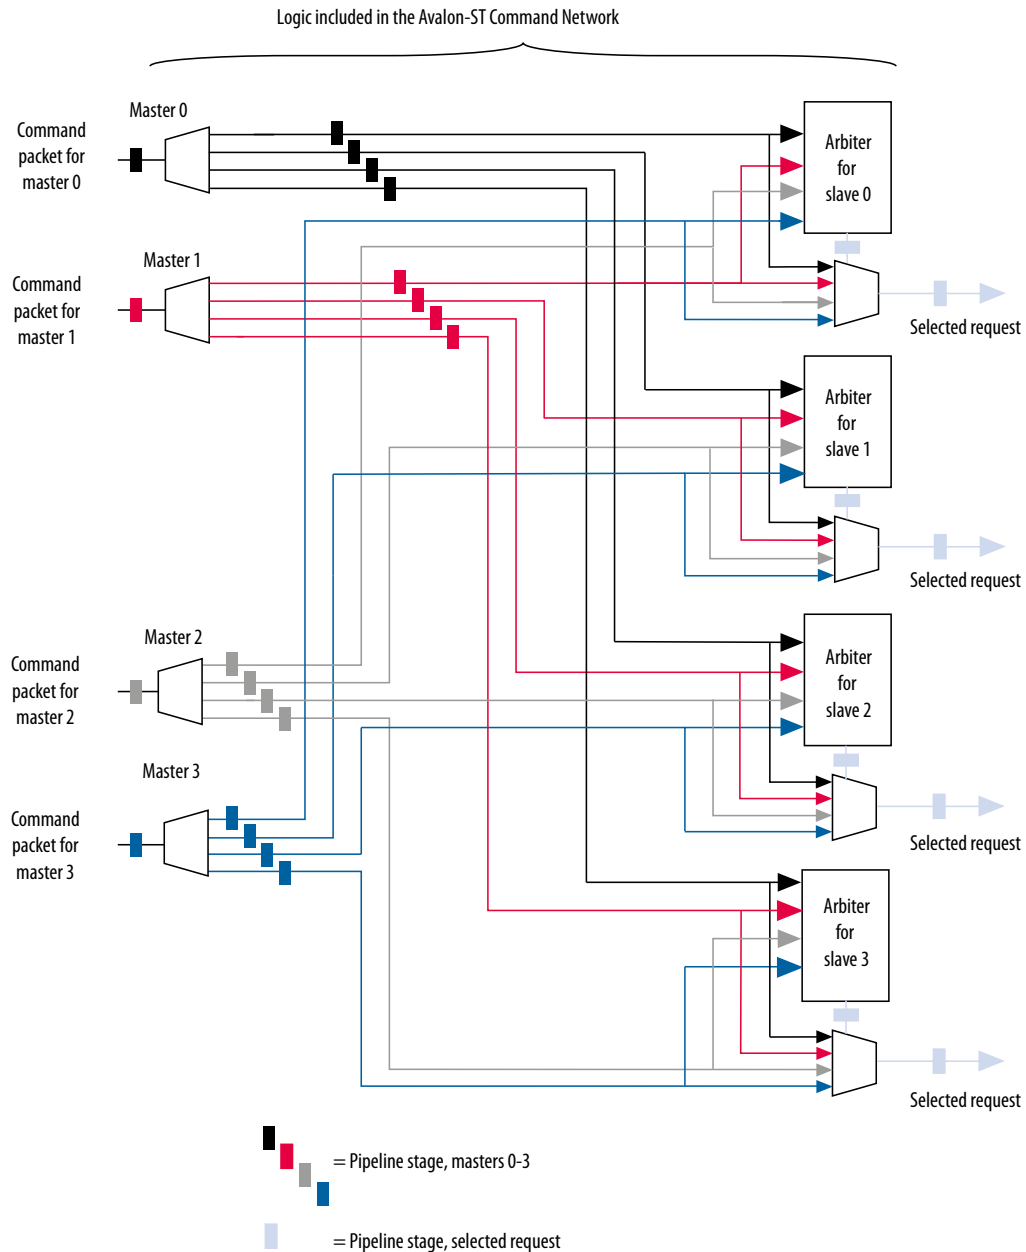 Logic included in the Avalon-ST Command Network
Master 0
Command
packet for
master 0
Arbiter
for
slave 0
Master 1
Command
packet for
master 1
Selected request
Arbiter
for
slave 1
Selected request
Master 2
Command
packet for
master 2
Arbiter
for
slave 2
Master 3
Command
packet for
master 3
Selected request
Arbiter
for
slave 3
Selected request
= Pipeline stage, masters 0-3
= Pipeline stage, selected request